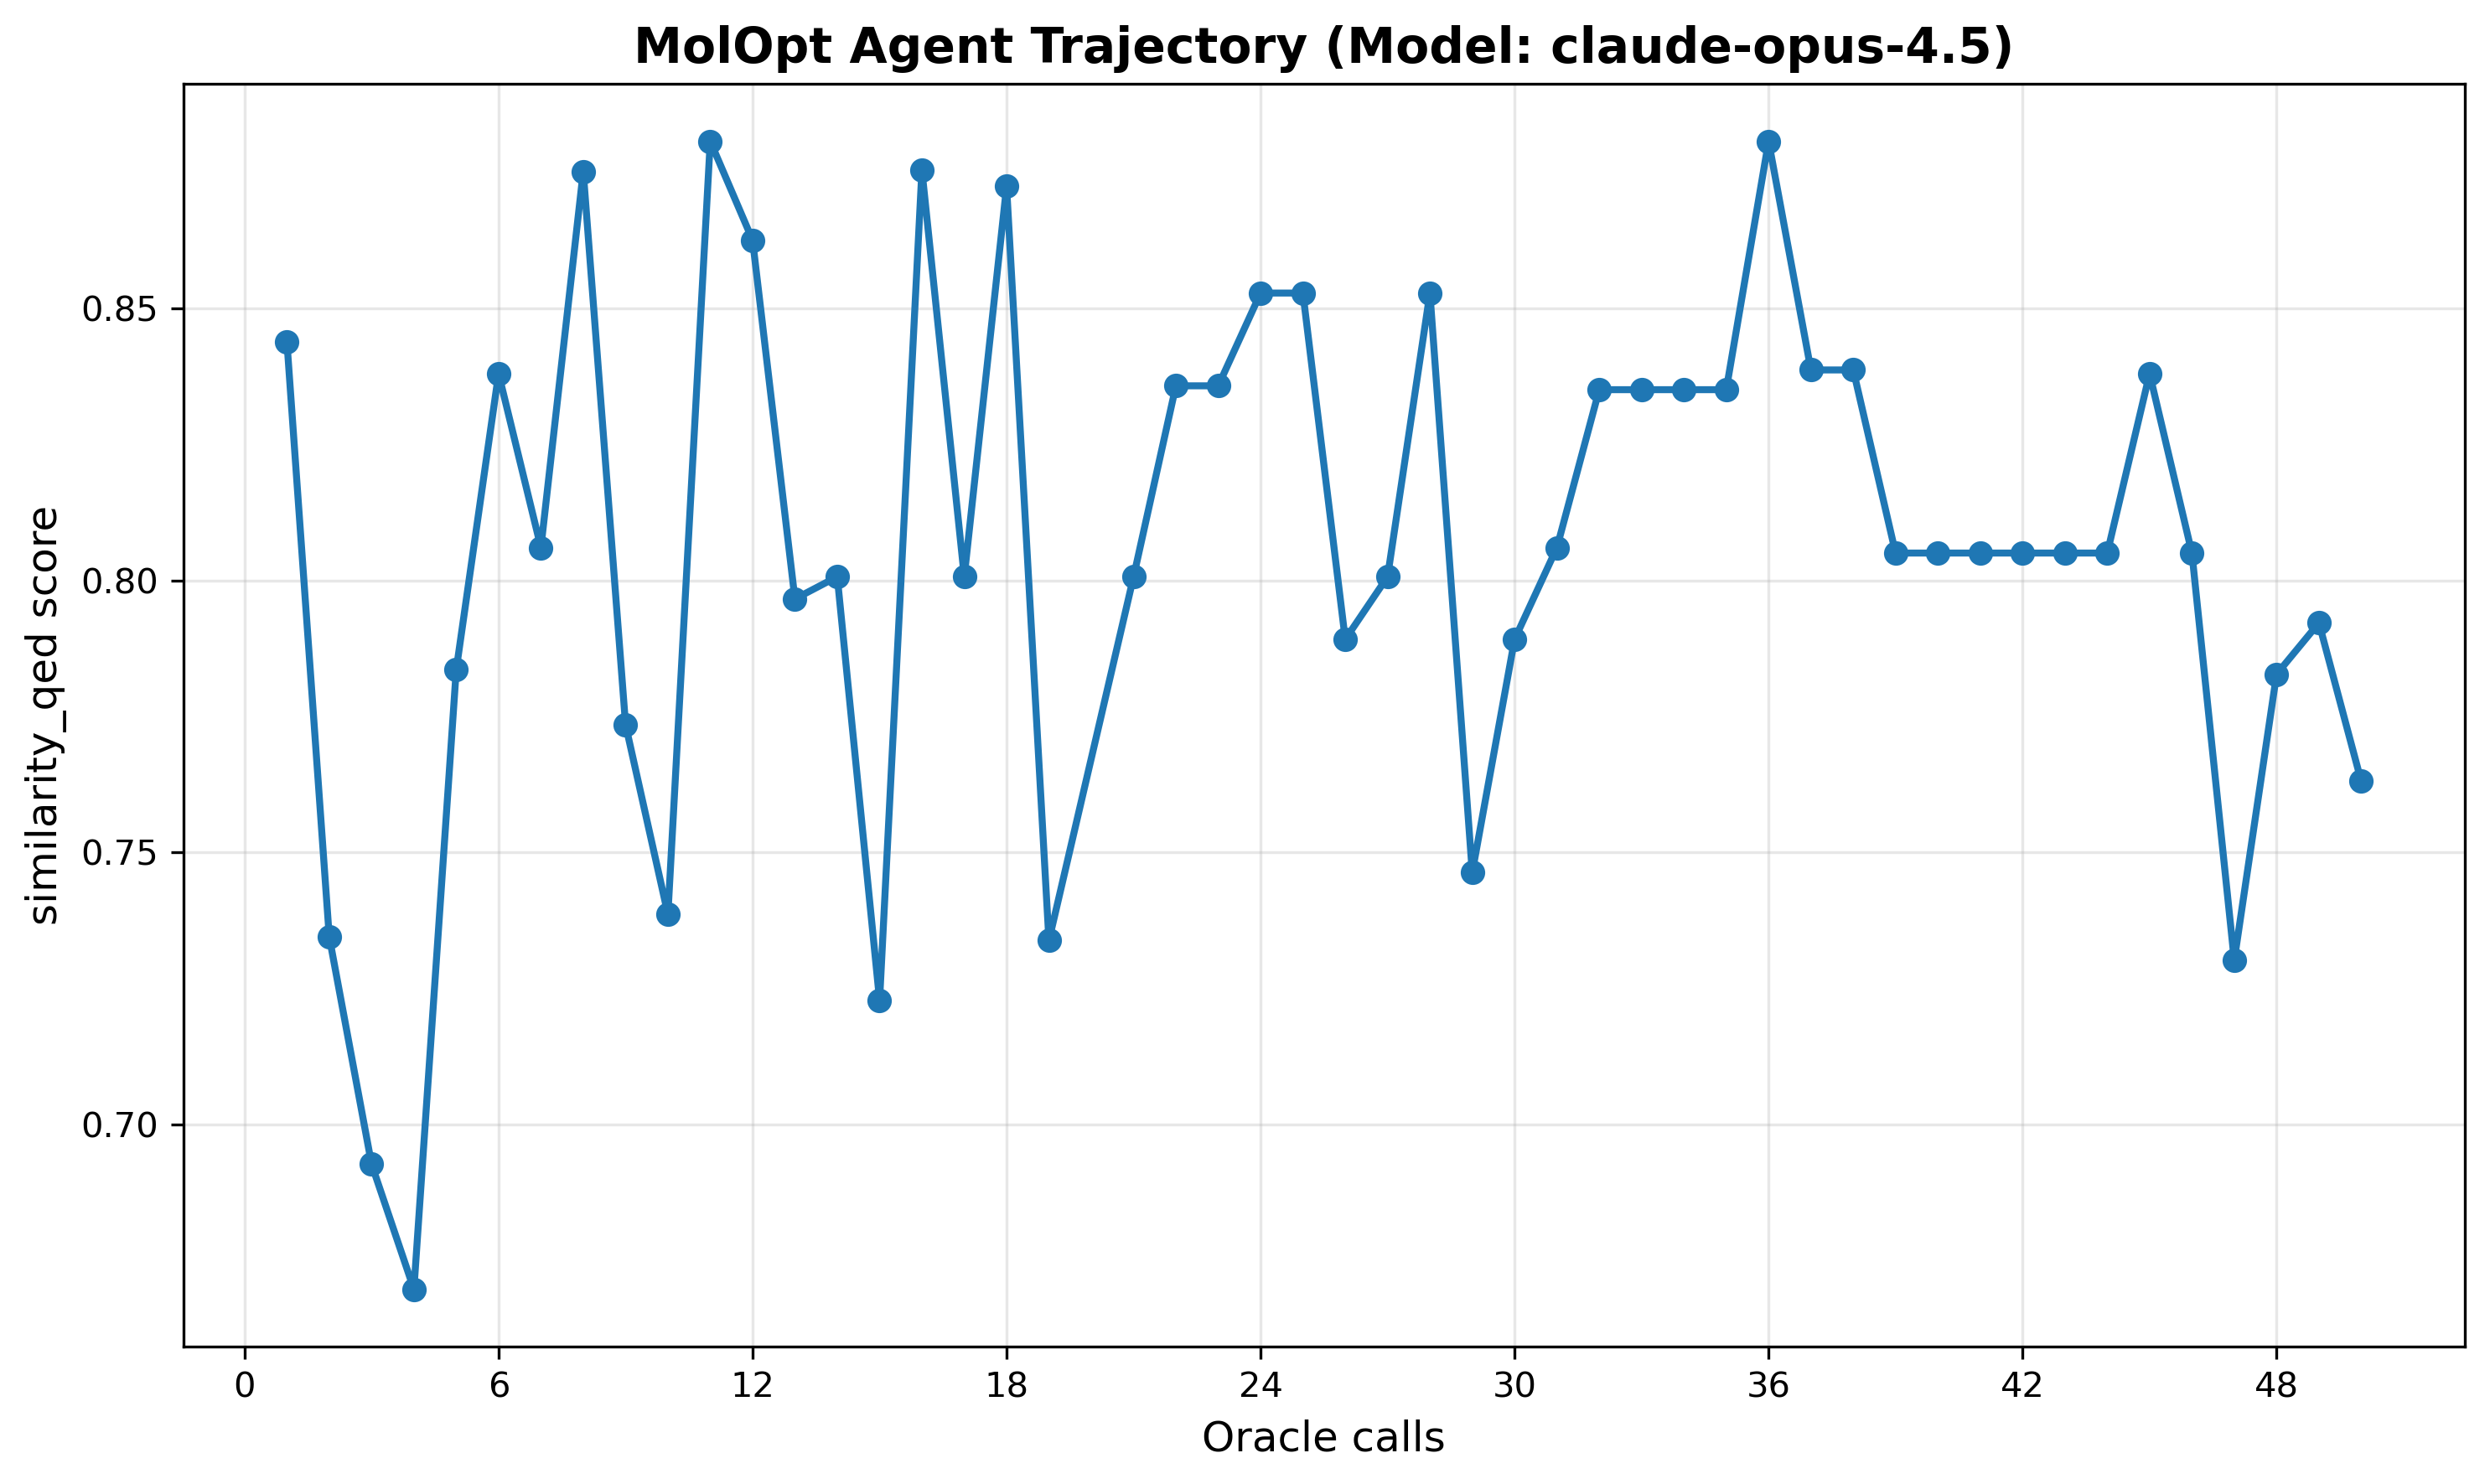 MolOpt Agent Trajectory (Model: claude-opus-4.5)
similarity_qed score
0.85
0.80
0.75
0.70
0 6 12 18 24 30 36 42 48
Oracle calls